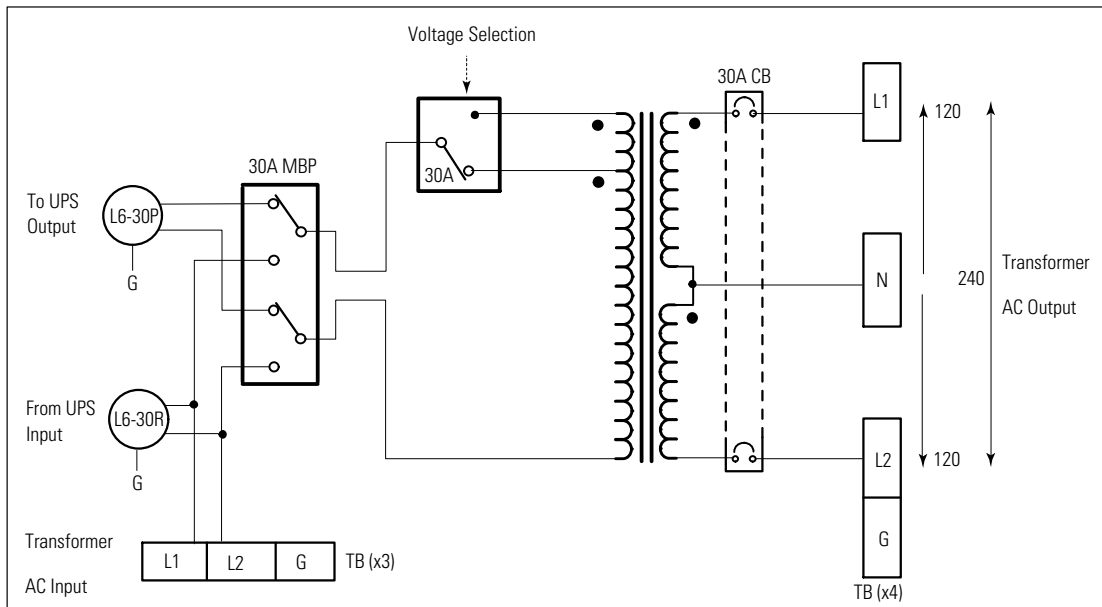 Voltage Selection
30A CB
L1
120
30A MBP
30A
To UPS
Output
L6-30P
G
N
240
Transformer
AC Output
From UPS
Input
L6-30R
G
L2
120
G
TB (x4)
Transformer
AC Input
L1
L2
G
TB (x3)